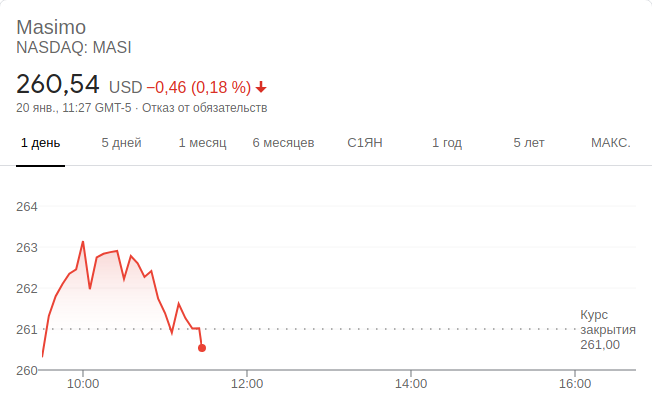 Masimo
NASDAQ: MASI
260,54 USD −0,46 (0,18 %)
20 янв., 11:27 GMT-5 · Отказ от обязательств
1 день 5 дней 1 месяц 6 месяцев С1ЯН 1 год 5 лет МАКС.
264
263
262
261
260
Курс
закрытия
261,00
10:00 12:00 14:00 16:00